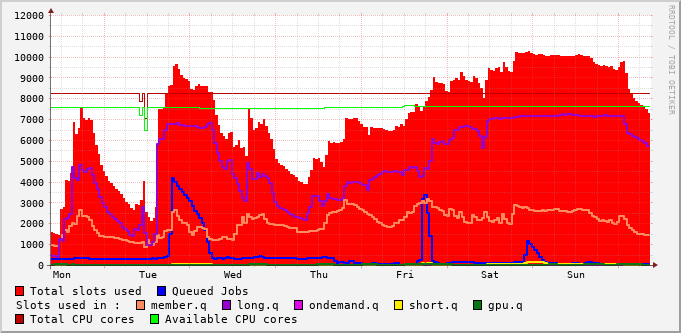 12000
11000
10000
9000
8000
7000
6000
5000
4000
3000
2000
1000
0
Mon Tue Wed Thu Fri Sat Sun
RRDTOOL / TOBI OETIKER
Total slots used Queued Jobs
Slots used in : member.q long.q ondemand.q short.q gpu.q
Total CPU cores Available CPU cores